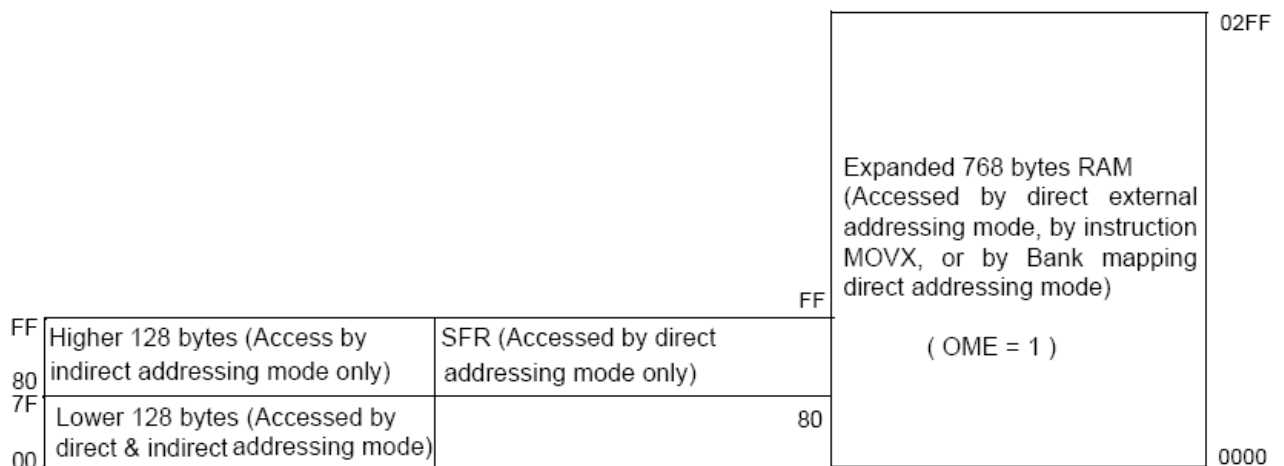 02FF
Expanded 768 bytes RAM
(Accessed by direct external
addressing mode, by instruction
MOVX, or by Bank mapping
direct addressing mode)
( OME = 1 )
0000
FF
Higher 128 bytes (Access by
indirect addressing mode only)
80
7F
Lower 128 bytes (Accessed by
direct & indirect addressing mode)
00
FF
SFR (Accessed by direct
addressing mode only)
80